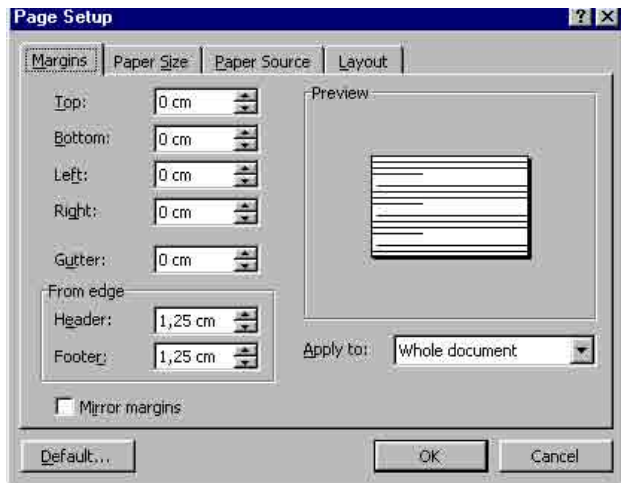 Page Setup
Margins Paper Size Paper Source Layout
Top: 0 cm
Bottom: 0 cm
Left: 0 cm
Right: 0 cm
Gutter: 0 cm
From edge
Header: 1,25 cm
Footer: 1,25 cm
Mirror margins
Preview
Apply to: Whole document
Default... OK Cancel